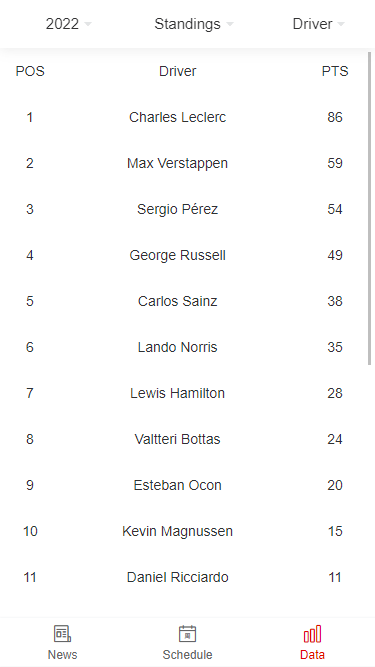 2022 Standings Driver
POS Driver PTS
1 Charles Leclerc 86
2 Max Verstappen 59
3 Sergio Pérez 54
4 George Russell 49
5 Carlos Sainz 38
6 Lando Norris 35
7 Lewis Hamilton 28
8 Valtteri Bottas 24
9 Esteban Ocon 20
10 Kevin Magnussen 15
11 Daniel Ricciardo 11
News Schedule Data